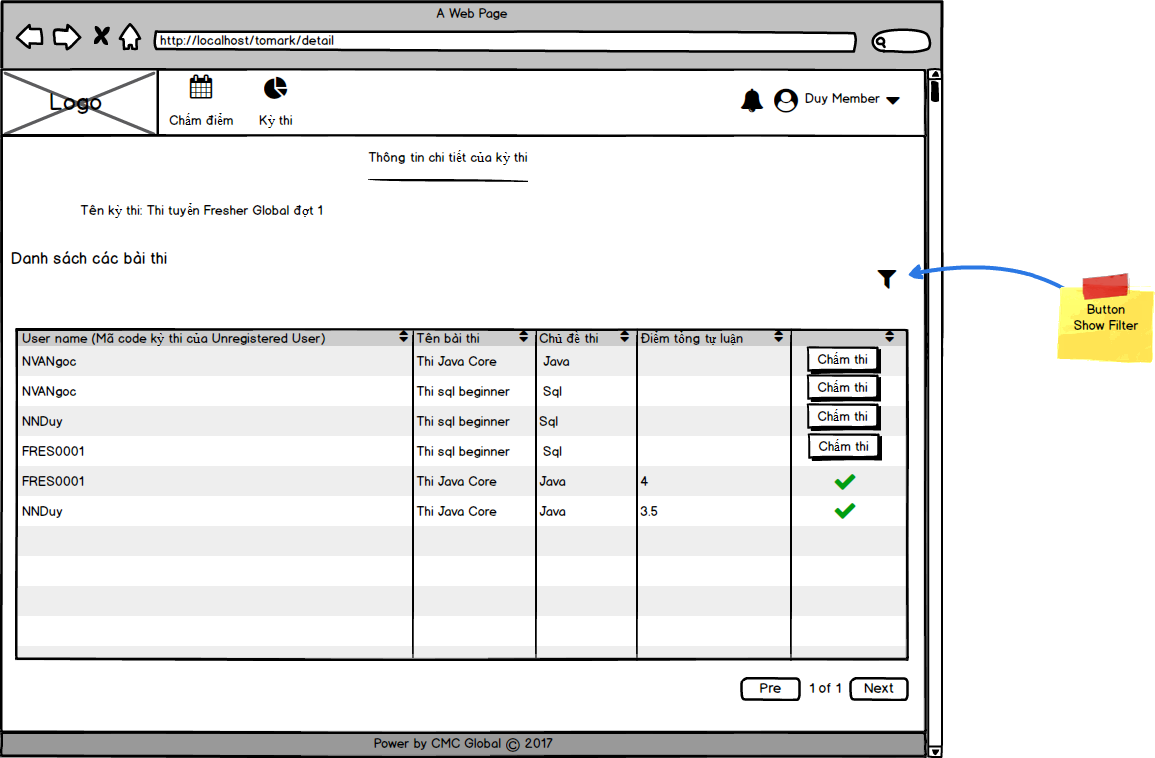 A Web Page
http://localhost/tomark/detail
Logo
Chấm điểm
Kỳ thi
Duy Member
Thông tin chi tiết của kỳ thi
Tên kỳ thi: Thi tuyển Fresher Global đợt 1
Danh sách các bài thi
Button
Show Filter
User name (Mã code kỳ thi của Unregistered User) Tên bài thi Chủ đề thi Điểm tổng tự luận
NVANgoc Thi Java Core Java Chấm thi
NVANgoc Thi sql beginner Sql Chấm thi
NNDuy Thi sql beginner Sql Chấm thi
FRES0001 Thi sql beginner Sql Chấm thi
FRES0001 Thi Java Core Java 4
NNDuy Thi Java Core Java 3.5
Pre 1 of 1 Next
Power by CMC Global © 2017